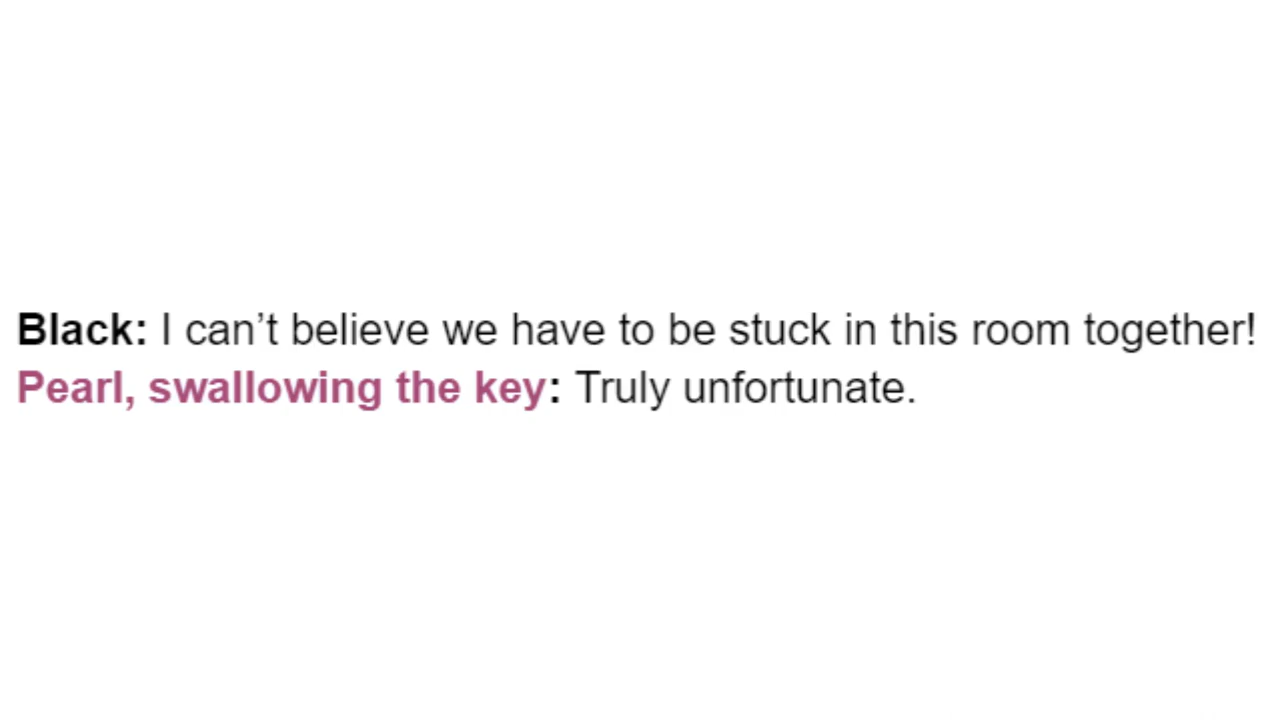 Black: I can’t believe we have to be stuck in this room together!
Pearl, swallowing the key: Truly unfortunate.